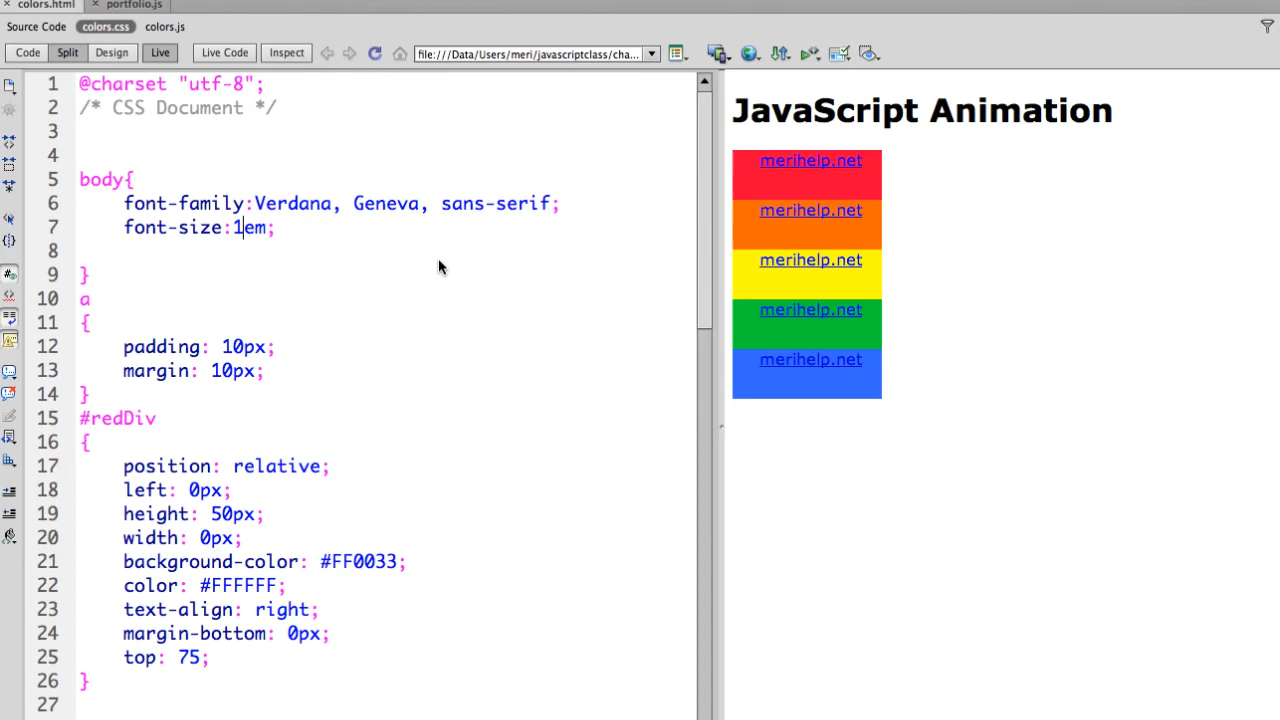 colors.html portfolio.js
Source Code colors.css colors.js
Code Split Design Live Live Code Inspect file:///Data/Users/meri/javascriptclass/cha...
1 @charset "utf-8";
2 /* CSS Document */
3
4
5 body{
6 font-family:Verdana, Geneva, sans-serif;
7 font-size:1em;
8
9 }
10 a
11 {
12 padding: 10px;
13 margin: 10px;
14 }
15 #redDiv
16 {
17 position: relative;
18 left: 0px;
19 height: 50px;
20 width: 0px;
21 background-color: #FF0033;
22 color: #FFFFFF;
23 text-align: right;
24 margin-bottom: 0px;
25 top: 75;
26 }
27
JavaScript Animation
merihelp.net
merihelp.net
merihelp.net
merihelp.net
merihelp.net